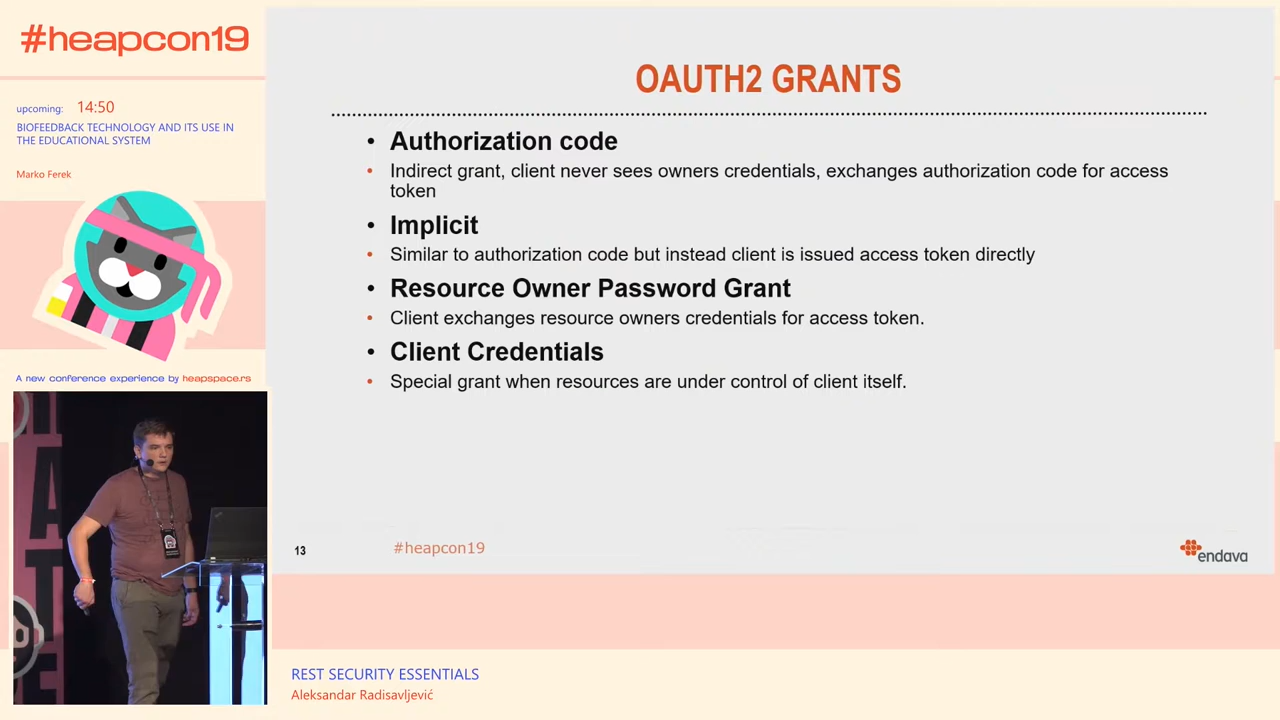 #heapcon19
upcoming: 14:50
BIOFEEDBACK TECHNOLOGY AND ITS USE IN
THE EDUCATIONAL SYSTEM
Marko Ferek
A new conference experience by heapspace.rs
OAUTH2 GRANTS
• Authorization code
• Indirect grant, client never sees owners credentials, exchanges authorization code for access
token
• Implicit
• Similar to authorization code but instead client is issued access token directly
• Resource Owner Password Grant
• Client exchanges resource owners credentials for access token.
• Client Credentials
• Special grant when resources are under control of client itself.
13
#heapcon19
endava
REST SECURITY ESSENTIALS
Aleksandar Radisavljević